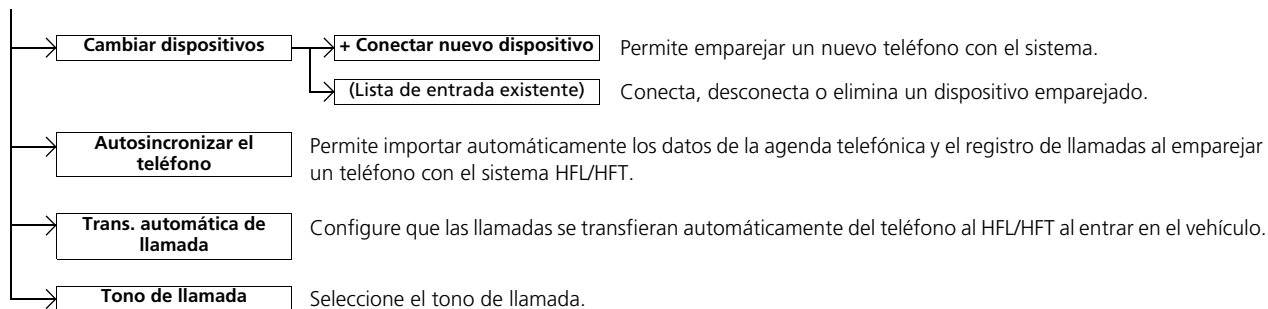 Cambiar dispositivos
+ Conectar nuevo dispositivo
Permite emparejar un nuevo teléfono con el sistema.
(Lista de entrada existente)
Conecta, desconecta o elimina un dispositivo emparejado.
Autosincronizar el
teléfono
Permite importar automáticamente los datos de la agenda telefónica y el registro de llamadas al emparejar
un teléfono con el sistema HFL/HFT.
Trans. automática de
llamada
Configure que las llamadas se transfieran automáticamente del teléfono al HFL/HFT al entrar en el vehículo.
Tono de llamada
Seleccione el tono de llamada.